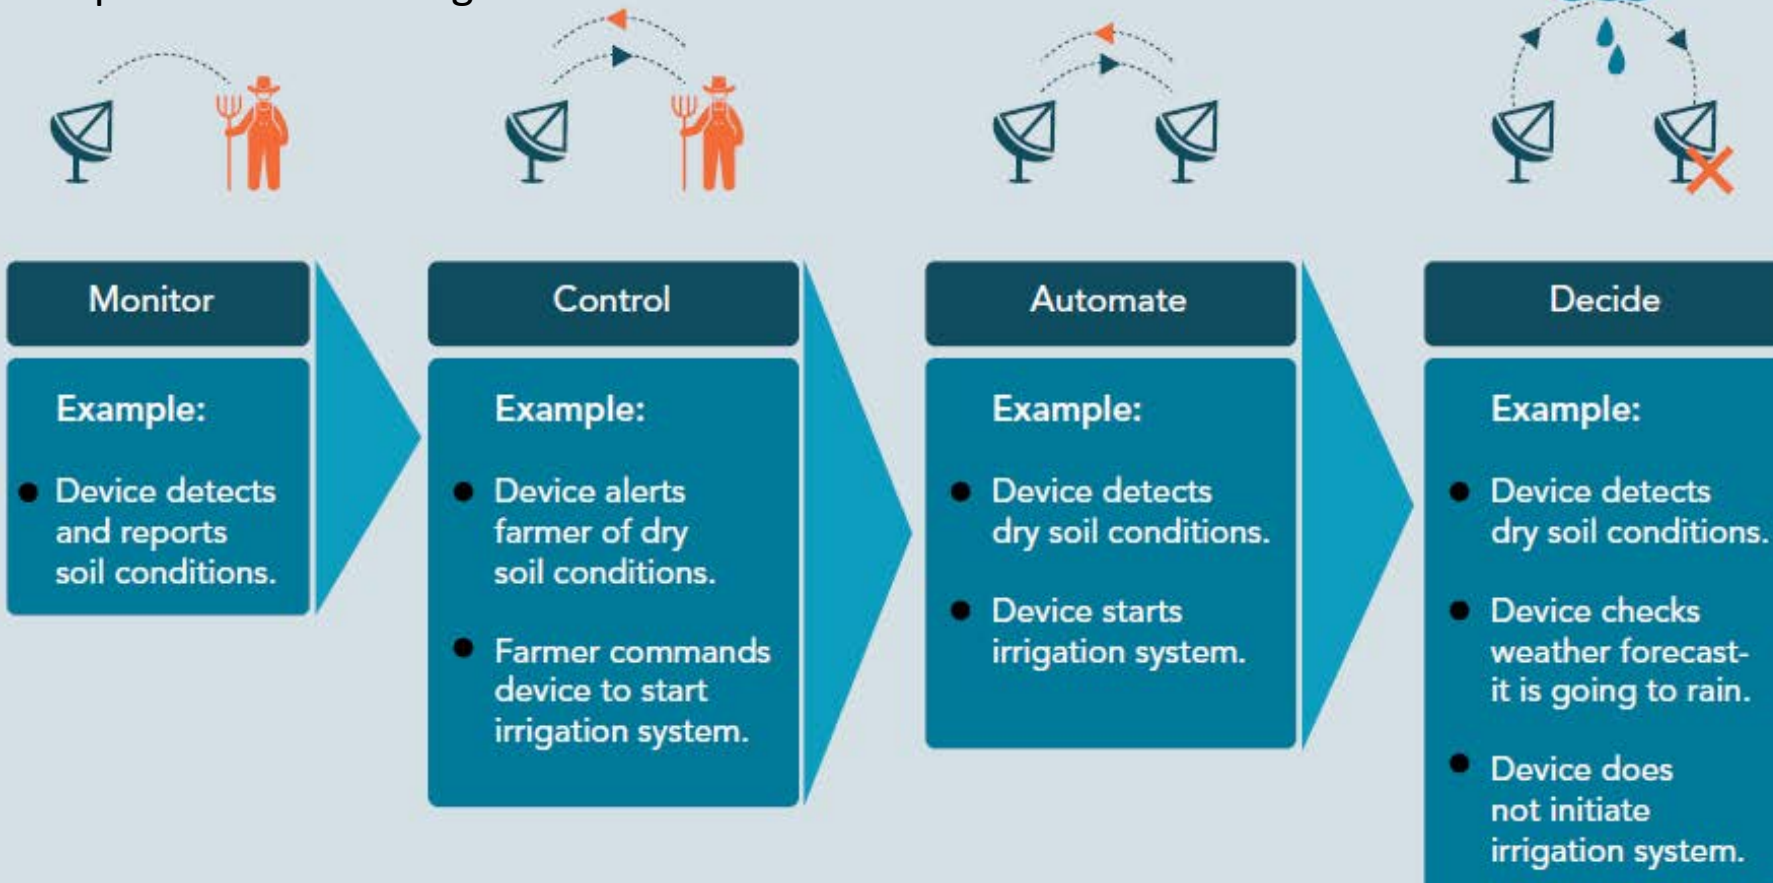 Monitor
Example:
● Device detects
and reports
soil conditions.
Control
Example:
● Device alerts
farmer of dry
soil conditions.
● Farmer commands
device to start
irrigation system.
Automate
Example:
● Device detects
dry soil conditions.
● Device starts
irrigation system.
Decide
Example:
● Device detects
dry soil conditions.
● Device checks
weather forecast-
it is going to rain.
● Device does
not initiate
irrigation system.